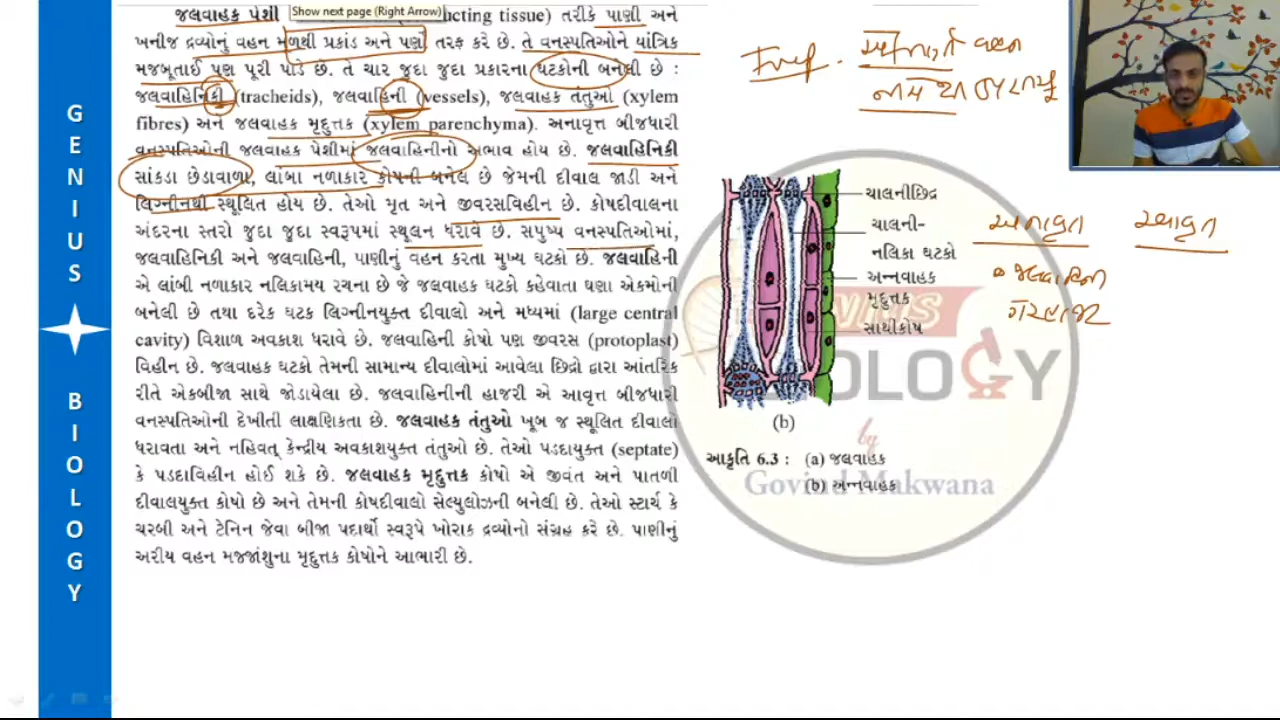 જલવાહક પેશી
Show next page (Right Arrow)
ucting tissue) તરીકે પાણી અને
ખનીજ દ્રવ્યોનું વહન મૂળથી પ્રકાંડ અને પર્ણો તરફ કરે છે. તે વનસ્પતિઓને યાંત્રિક
મજબૂતાઈ પણ પૂરી પાડે છે. તે ચાર જુદા જુદા પ્રકારના ઘટકોની બનેલી છે :
જલવાહિનિકી (tracheids), જલવાહિની (vessels), જલવાહક તંતુઓ (xylem
fibres) અને જલવાહક મૃદુત્તક (xylem parenchyma). અનાવૃત્ત બીજધારી
વનસ્પતિઓની જલવાહક પેશીમાં જલવાહિનીનો અભાવ હોય છે. જલવાહિનિકી
સાંકડા છેડાવાળા, લાંબા નળાકાર કોષની બનેલ છે જેમની દીવાલ જાડી અને
લિગ્નીનથી સ્થૂલિત હોય છે. તેઓ મૃત અને જીવરસવિહીન છે. કોષદીવાલના
અંદરના સ્તરો જુદા જુદા સ્વરૂપમાં સ્થૂલન ધરાવે છે. સપુષ્પ વનસ્પતિઓમાં,
જલવાહિનિકી અને જલવાહિની, પાણીનું વહન કરતા મુખ્ય ઘટકો છે. જલવાહિની
એ લાંબી નળાકાર નલિકામય રચના છે જે જલવાહક ઘટકો કહેવાતા ઘણા એકમોની
બનેલી છે તથા દરેક ઘટક લિગ્નીનયુક્ત દીવાલો અને મધ્યમાં (large central
cavity) વિશાળ અવકાશ ધરાવે છે. જલવાહિની કોષો પણ જીવરસ (protoplast)
વિહીન છે. જલવાહક ઘટકો તેમની સામાન્ય દીવાલોમાં આવેલા છિદ્રો દ્વારા આંતરિક
રીતે એકબીજા સાથે જોડાયેલા છે. જલવાહિનીની હાજરી એ આવૃત્ત બીજધારી
વનસ્પતિઓની દેખીતી લાક્ષણિકતા છે. જલવાહક તંતુઓ ખૂબ જ સ્થૂલિત દીવાલો
ધરાવતા અને નહિવત્ કેન્દ્રીય અવકાશયુક્ત તંતુઓ છે. તેઓ પડદાયુક્ત (septate)
કે પડદાવિહીન હોઈ શકે છે. જલવાહક મૃદુત્તક કોષો એ જીવંત અને પાતળી
દીવાલયુક્ત કોષો છે અને તેમની કોષદીવાલો સેલ્યુલોઝની બનેલી છે. તેઓ સ્ટાર્ચ કે
ચરબી અને ટેનિન જેવા બીજા પદાર્થો સ્વરૂપે ખોરાક દ્રવ્યોનો સંગ્રહ કરે છે. પાણીનું
અરીય વહન મજજાંશુના મૃદુત્તક કોષોને આભારી છે.
GENIUS
BIOLOGY
ચાલનીછિદ્ર
ચાલની-
નલિકા ઘટકો
અન્નવાહક
મૃદુત્તક
સાથીકોષ
(b)
આકૃતિ 6.3 : (a) જલવાહક
(b) અન્નવાહક
by
Govind Makwana
અનાવૃત આવૃત